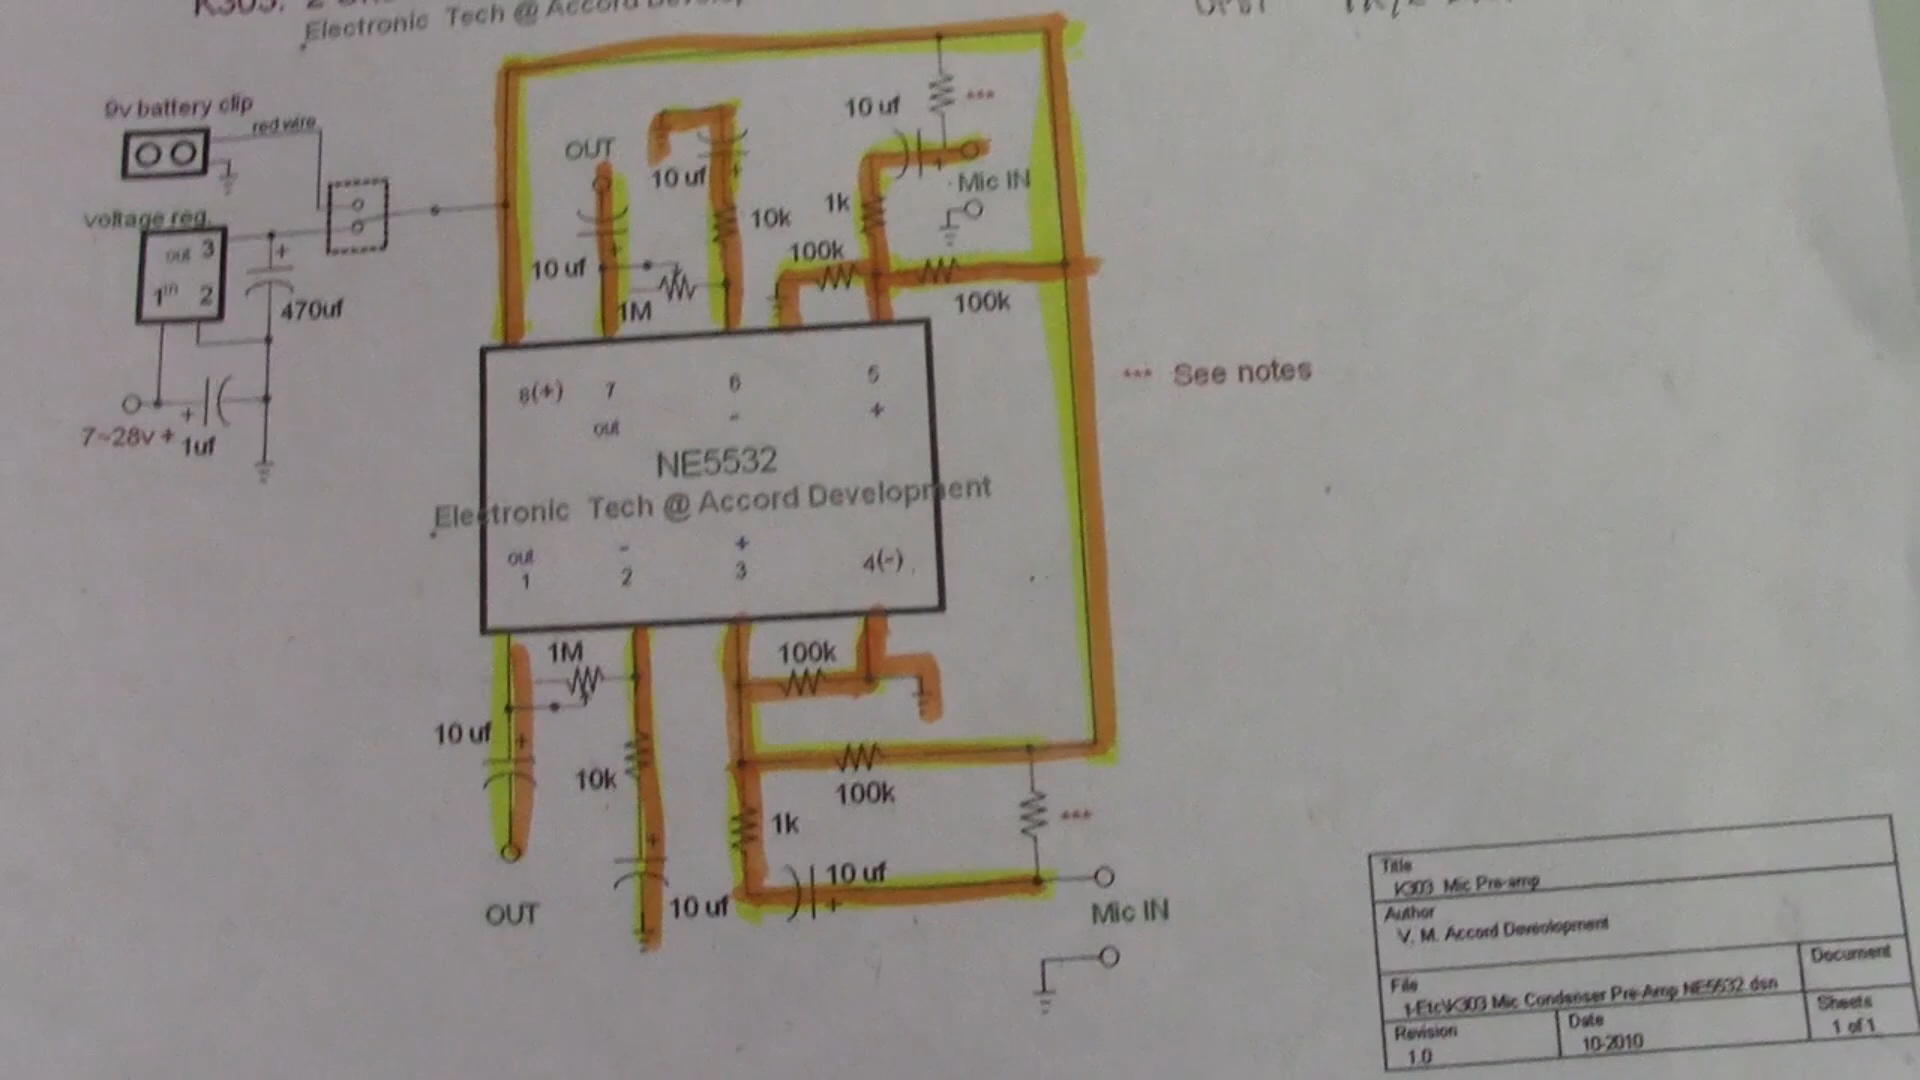 K303:
Electronic Tech @ Accord
9v battery clip
red wire
voltage reg.
out 3
1 in 2
+
470uf
7~28v + + 1uf
OUT
10 uf
+
10 uf
+
10k
1M
10 uf
***
+
Mic IN
1k
100k
100k
8(+) 7 6 5
out - +
NE5532
Electronic Tech @ Accord Development
out - +
1 2 3 4(-)
*** See notes
1M
100k
10 uf
+
10k
100k
1k
***
+
10 uf
10 uf
+
OUT
Mic IN
Title
K303 Mic Pre-amp
Author
V. M. Accord Deveolopment
File
Document
1-Etc\K303 Mic Condenser Pre-Amp NE5532.dsn
Revision
1.0
Date
10-2010
Sheets
1 of 1